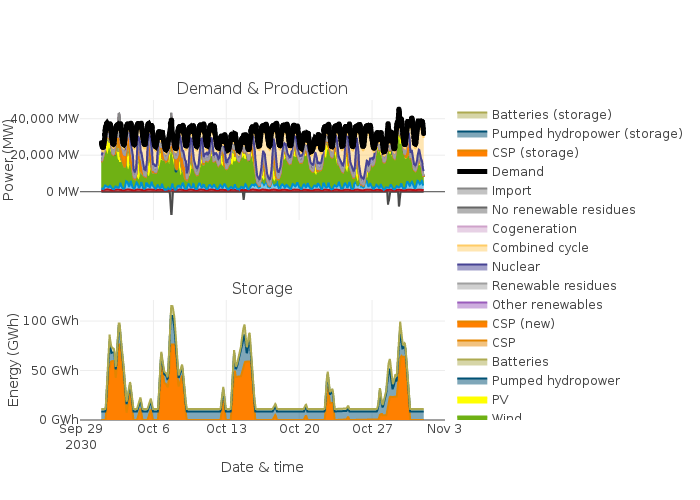 Demand & Production
Power (MW)
40,000 MW
20,000 MW
0 MW
Storage
Energy (GWh)
100 GWh
50 GWh
0 GWh
Sep 29
2030
Oct 6
Oct 13
Oct 20
Oct 27
Nov 3
Date & time
Batteries (storage)
Pumped hydropower (storage)
CSP (storage)
Demand
Import
No renewable residues
Cogeneration
Combined cycle
Nuclear
Renewable residues
Other renewables
CSP (new)
CSP
Batteries
Pumped hydropower
PV
Wind